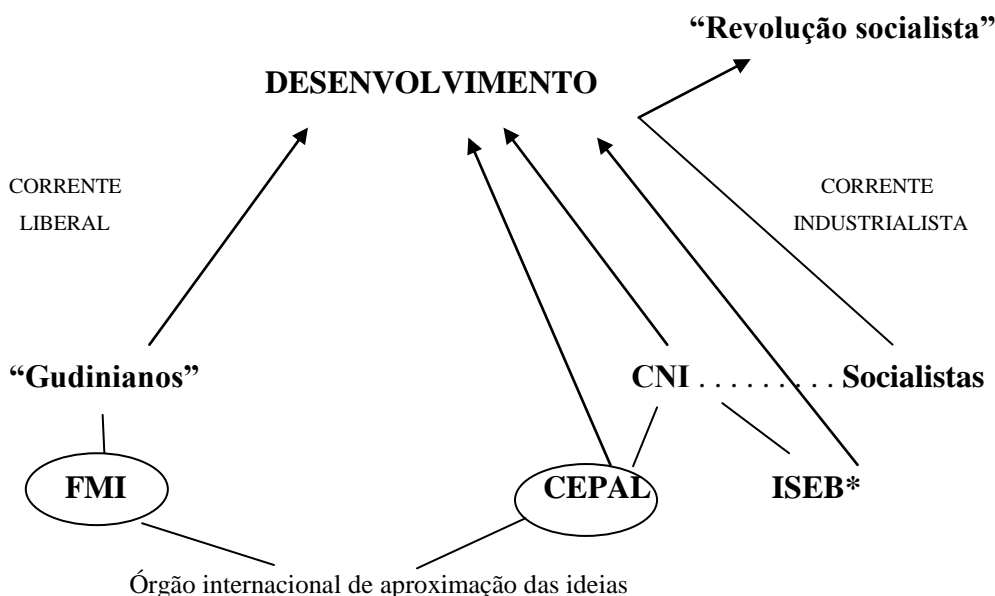 “Revolução socialista”
DESENVOLVIMENTO
CORRENTE
LIBERAL
CORRENTE
INDUSTRIALISTA
“Gudinianos”
CNI . . . . . . . . . Socialistas
FMI
CEPAL
ISEB*
Órgão internacional de aproximação das ideias